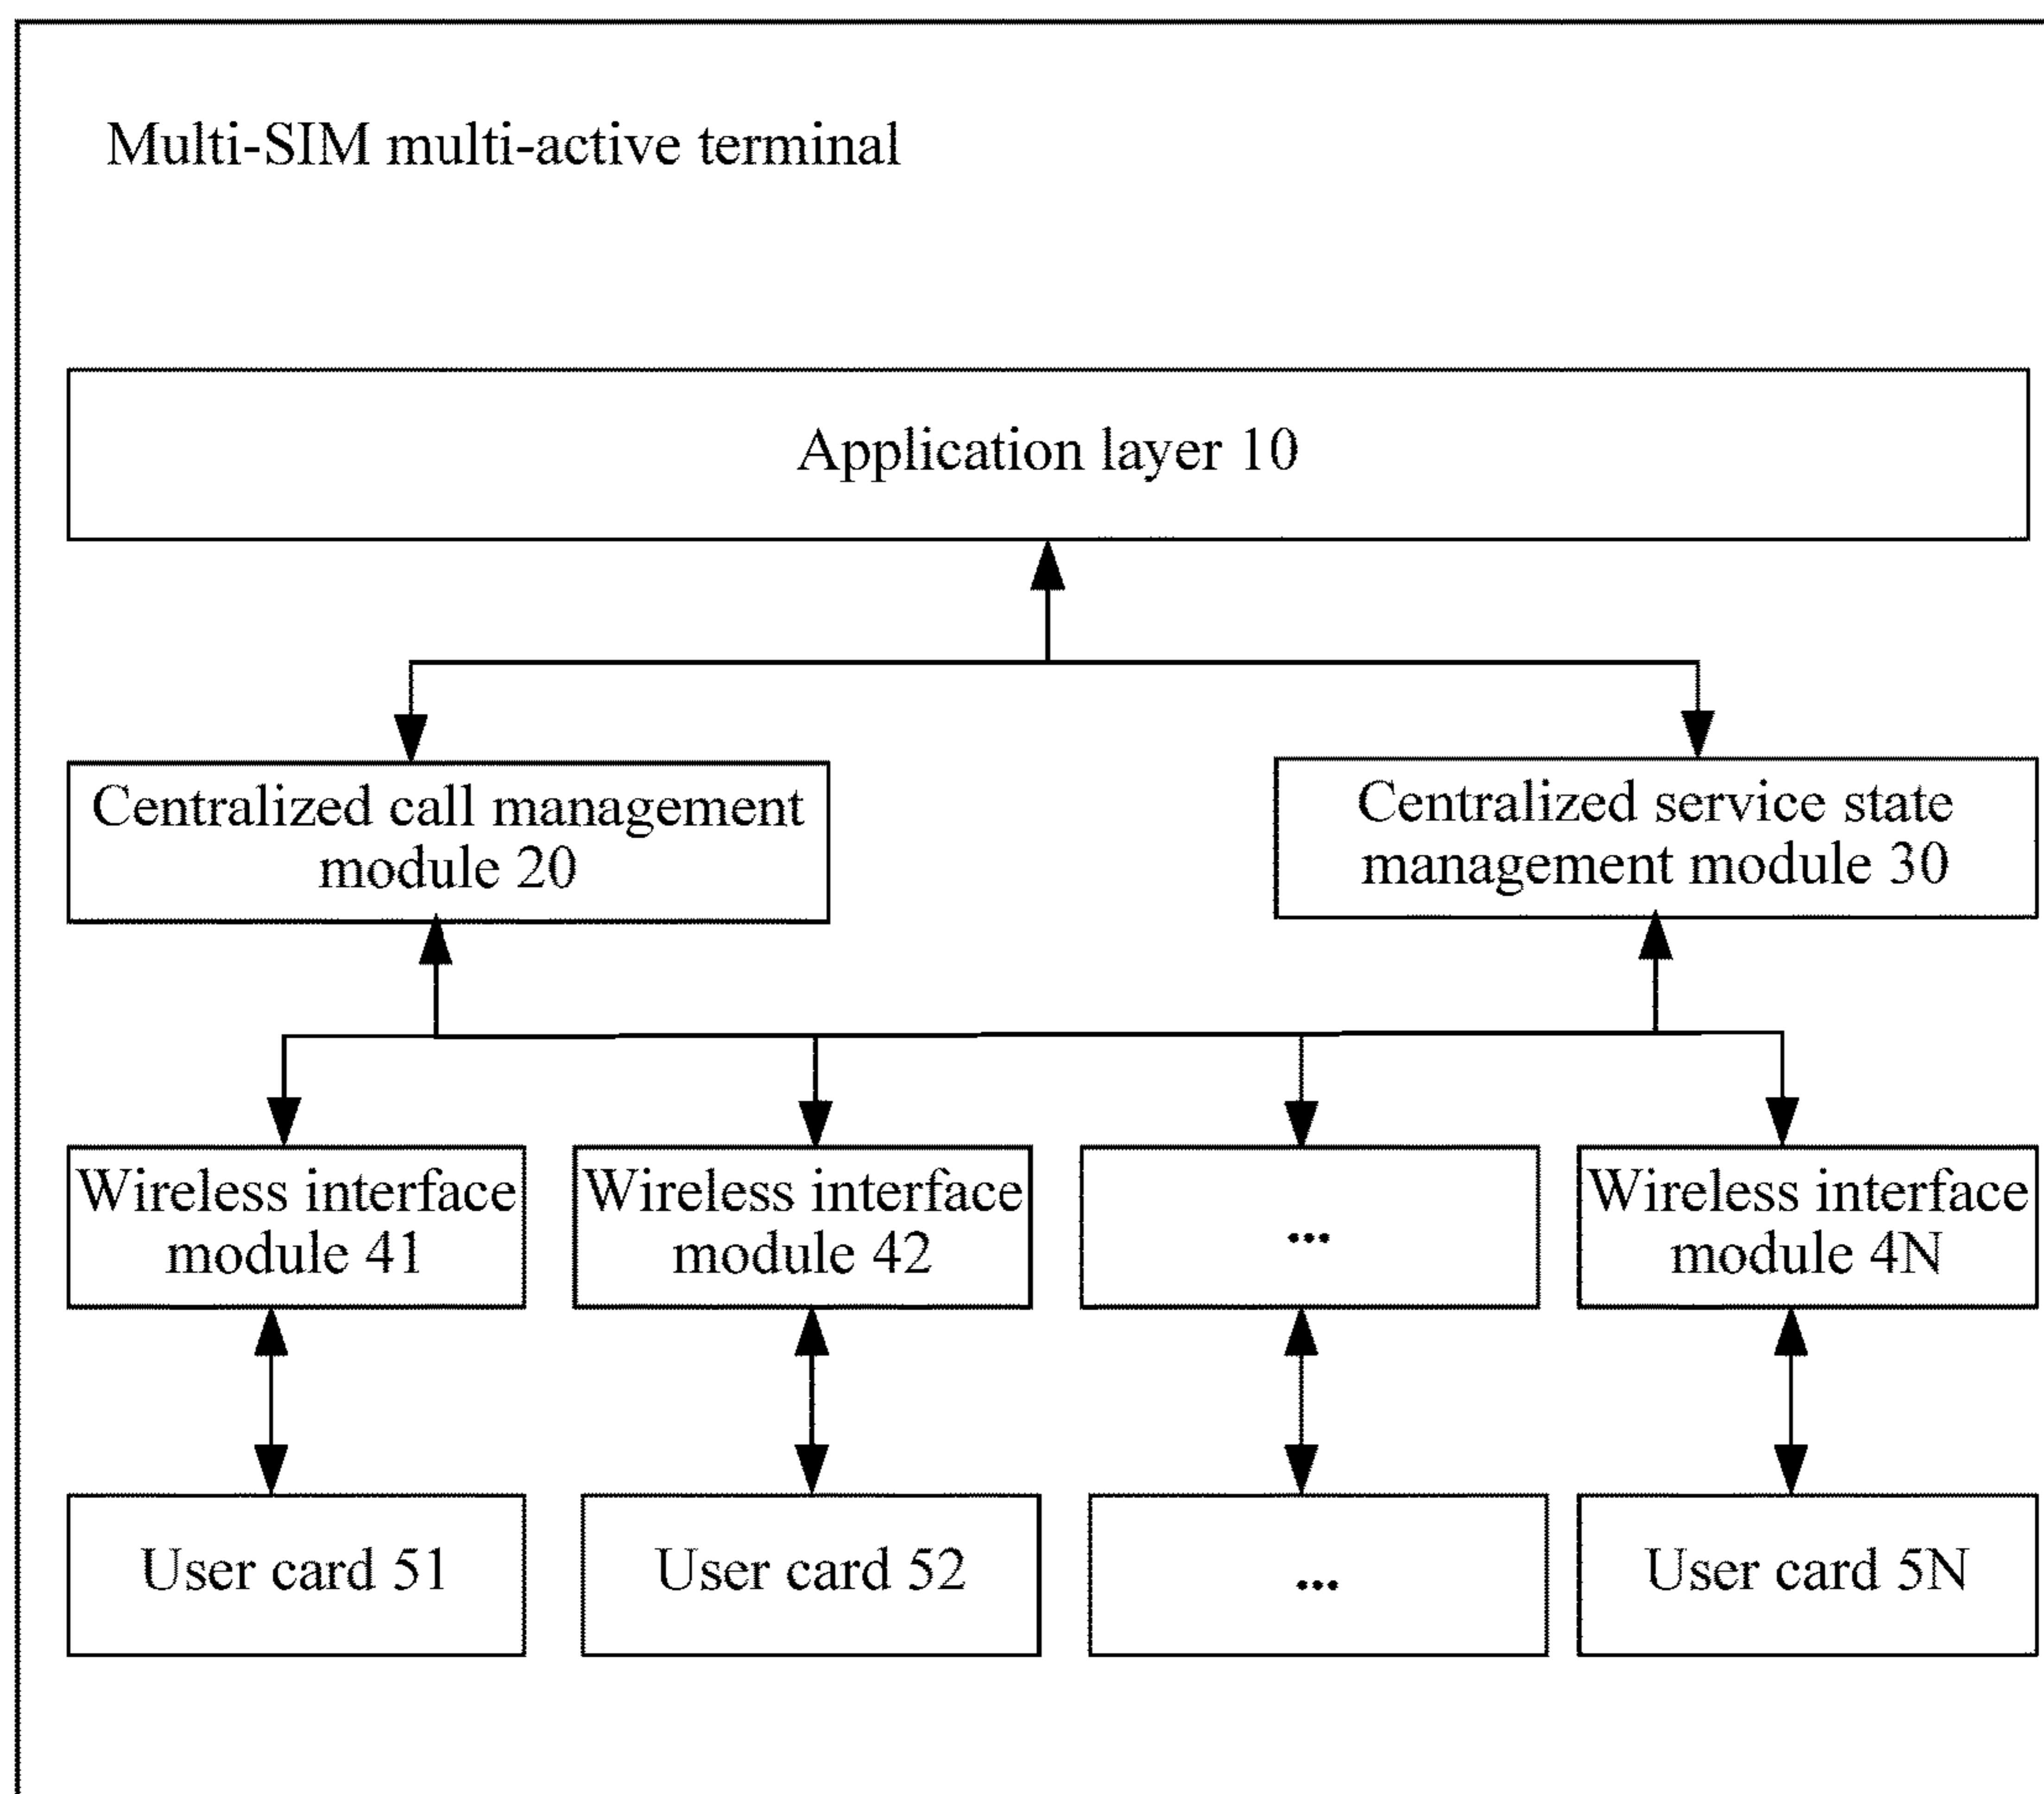 Multi-SIM multi-active terminal
Application layer 10
Centralized call management
module 20
Centralized service state
management module 30
Wireless interface
module 41
Wireless interface
module 42
...
Wireless interface
module 4N
User card 51
User card 52
...
User card 5N